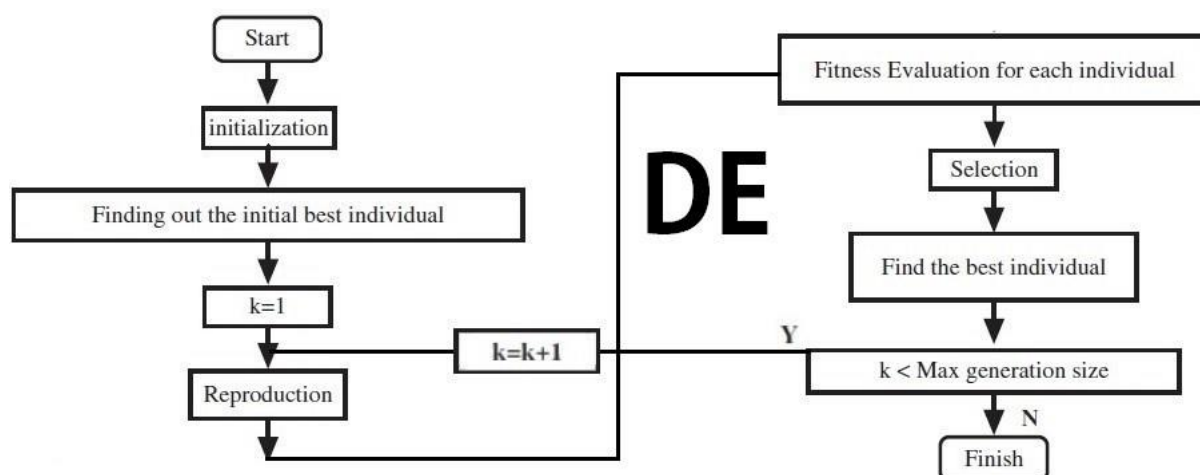 Start
initialization
Finding out the initial best individual
k=1
Reproduction
k=k+1
DE
Fitness Evaluation for each individual
Selection
Find the best individual
Y
k < Max generation size
N
Finish